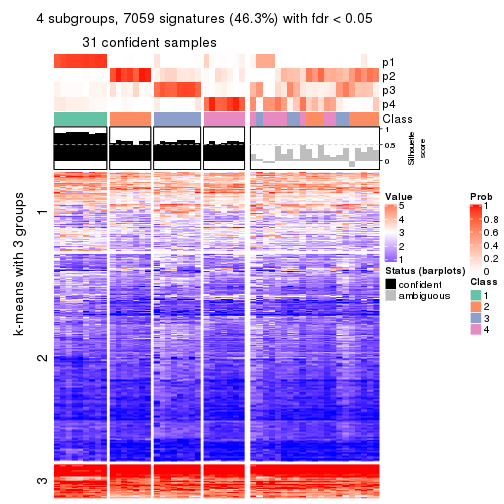 4 subgroups, 7059 signatures (46.3%) with fdr < 0.05
31 confident samples
p1
p2
p3
p4
Class
1
0.5
0
Silhouette
score
k-means with 3 groups
1
2
3
Value
5
4
3
2
1
Status (barplots)
confident
ambiguous
Prob
1
0.8
0.6
0.4
0.2
0
Class
1
2
3
4